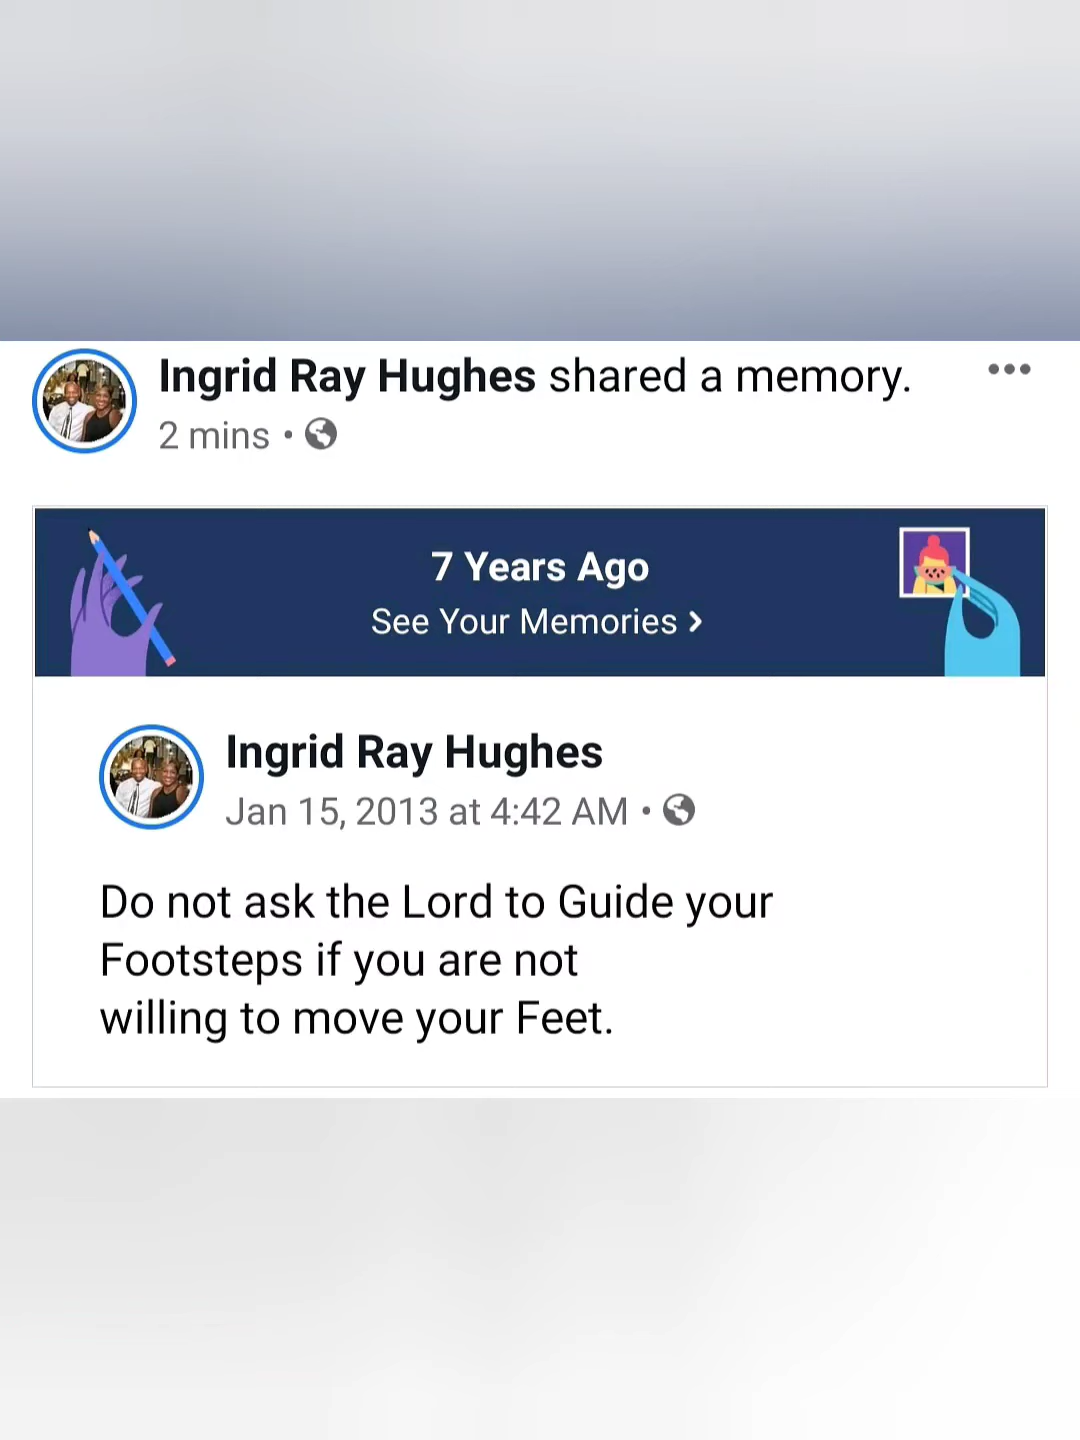 Ingrid Ray Hughes shared a memory.
2 mins •
7 Years Ago
See Your Memories >
Ingrid Ray Hughes
Jan 15, 2013 at 4:42 AM •
Do not ask the Lord to Guide your
Footsteps if you are not
willing to move your Feet.